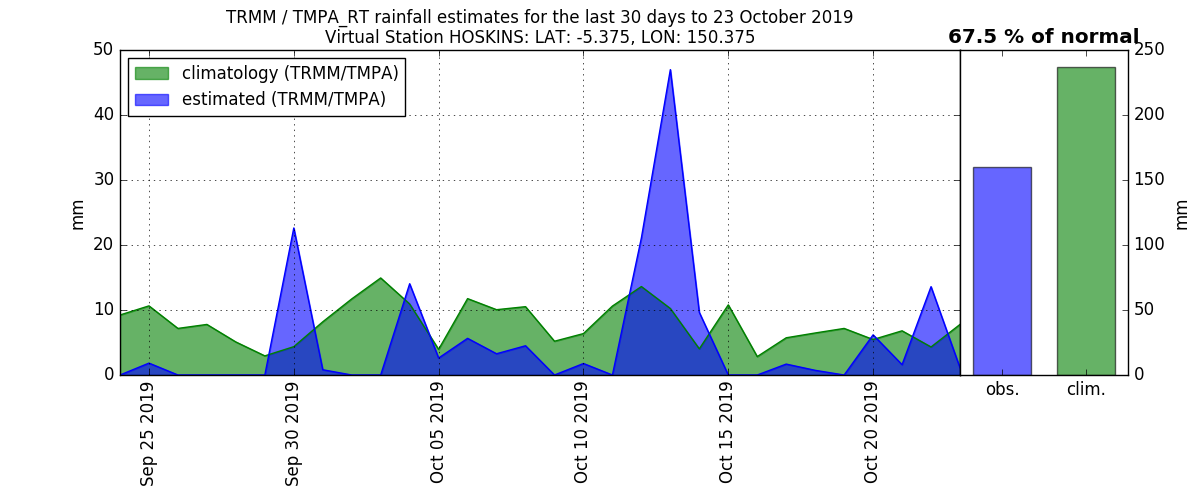 TRMM / TMPA_RT rainfall estimates for the last 30 days to 23 October 2019
Virtual Station HOSKINS: LAT: -5.375, LON: 150.375
67.5 % of normal
climatology (TRMM/TMPA)
estimated (TRMM/TMPA)
50
40
30
20
10
0
mm
250
200
150
100
50
0
mm
obs.
clim.
Sep 25 2019
Sep 30 2019
Oct 05 2019
Oct 10 2019
Oct 15 2019
Oct 20 2019